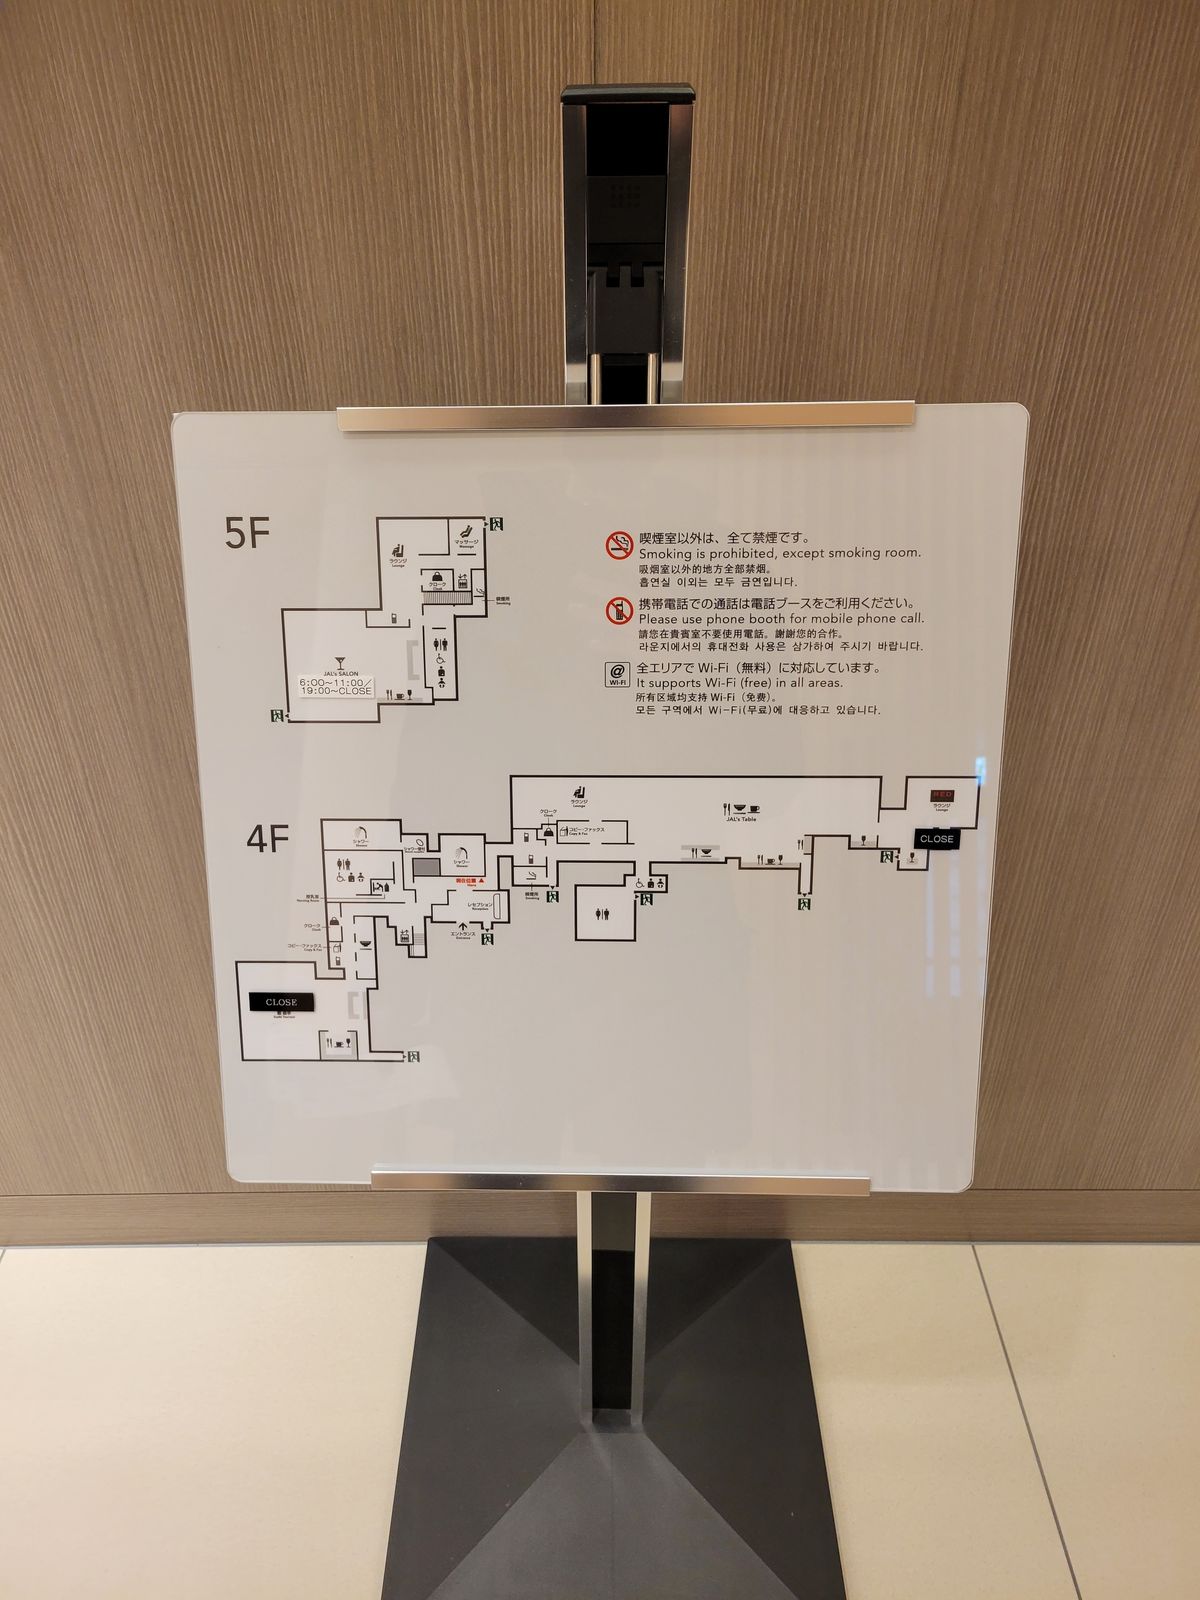 5F
マッサージ
Massage
ラウンジ
Lounge
クローク
Cloak
喫煙所
Smoking
JAL's SALON
6:00～11:00/
19:00～CLOSE
喫煙室以外は、全て禁煙です。
Smoking is prohibited, except smoking room.
吸烟室以外的地方全部禁烟。
흡연실 이외는 모두 금연입니다.
携帯電話での通話は電話ブースをご利用ください。
Please use phone booth for mobile phone call.
請您在貴賓室不要使用電話。謝謝您的合作。
라운지에서의 휴대전화 사용은 삼가하여 주시기 바랍니다.
@
Wi-Fi
全エリアで Wi-Fi（無料）に対応しています。
It supports Wi-Fi (free) in all areas.
所有区域均支持 Wi-Fi（免费）。
모든 구역에서 Wi-Fi(무료)에 대응하고 있습니다.
4F
ラウンジ
Lounge
クローク
Cloak
コピー・ファックス
Copy & Fax
JAL's Table
RED
ラウンジ
Lounge
CLOSE
シャワー
Shower
シャワー受付
シャワー
Shower
現在位置
Here
授乳室
Nursing Room
レセプション
Reception
喫煙所
Smoking
エントランス
Entrance
クローク
Cloak
コピー・ファックス
Copy & Fax
CLOSE